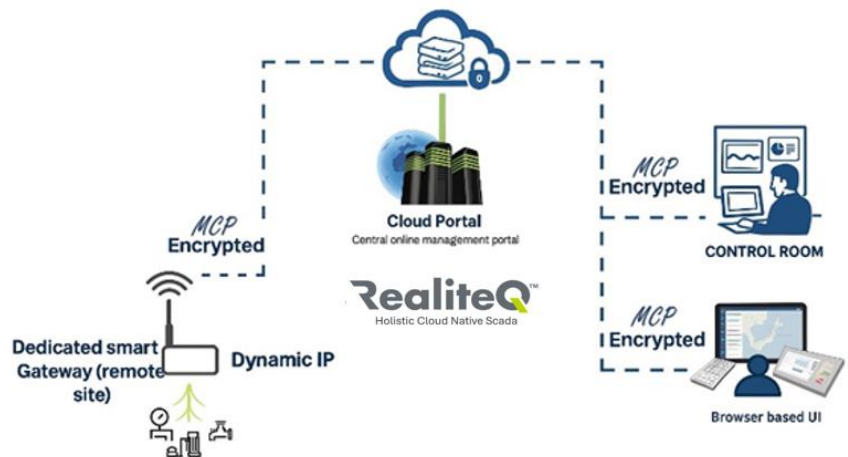 MCP
Encrypted
Cloud Portal
Central online management portal
RealiteQ™
Holistic Cloud Native Scada
MCP
Encrypted
CONTROL ROOM
Dedicated smart
Gateway (remote
site)
Dynamic IP
MCP
Encrypted
Browser based UI